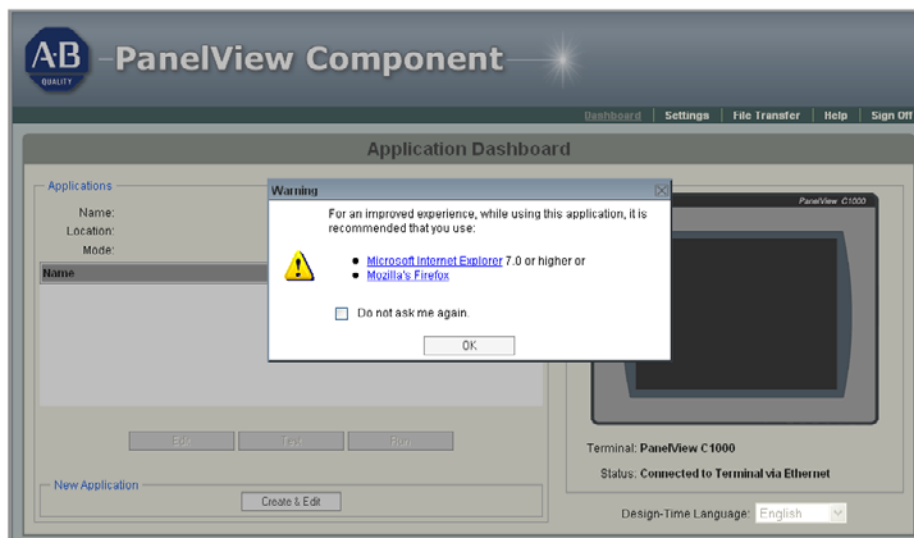 A·B
QUALITY
PanelView Component
Dashboard Settings File Transfer Help Sign Off
Application Dashboard
Applications
Name:
Location:
Mode:
Name
Warning
For an improved experience, while using this application, it is
recommended that you use:
Microsoft Internet Explorer 7.0 or higher or
Mozilla's Firefox
Do not ask me again.
OK
PanelView C1000
Edit Test Run
Terminal: PanelView C1000
Status: Connected to Terminal via Ethernet
New Application
Create & Edit
Design-Time Language: English